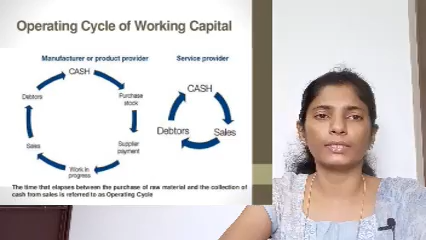 Operating Cycle of Working Capital
Manufacturer or product provider
Service provider
CASH
Purchase
stock
Supplier
payment
Work in
progress
Sales
Debtors
CASH
Sales
Debtors
The time that elapses between the purchase of raw material and the collection of
cash from sales is referred to as Operating Cycle